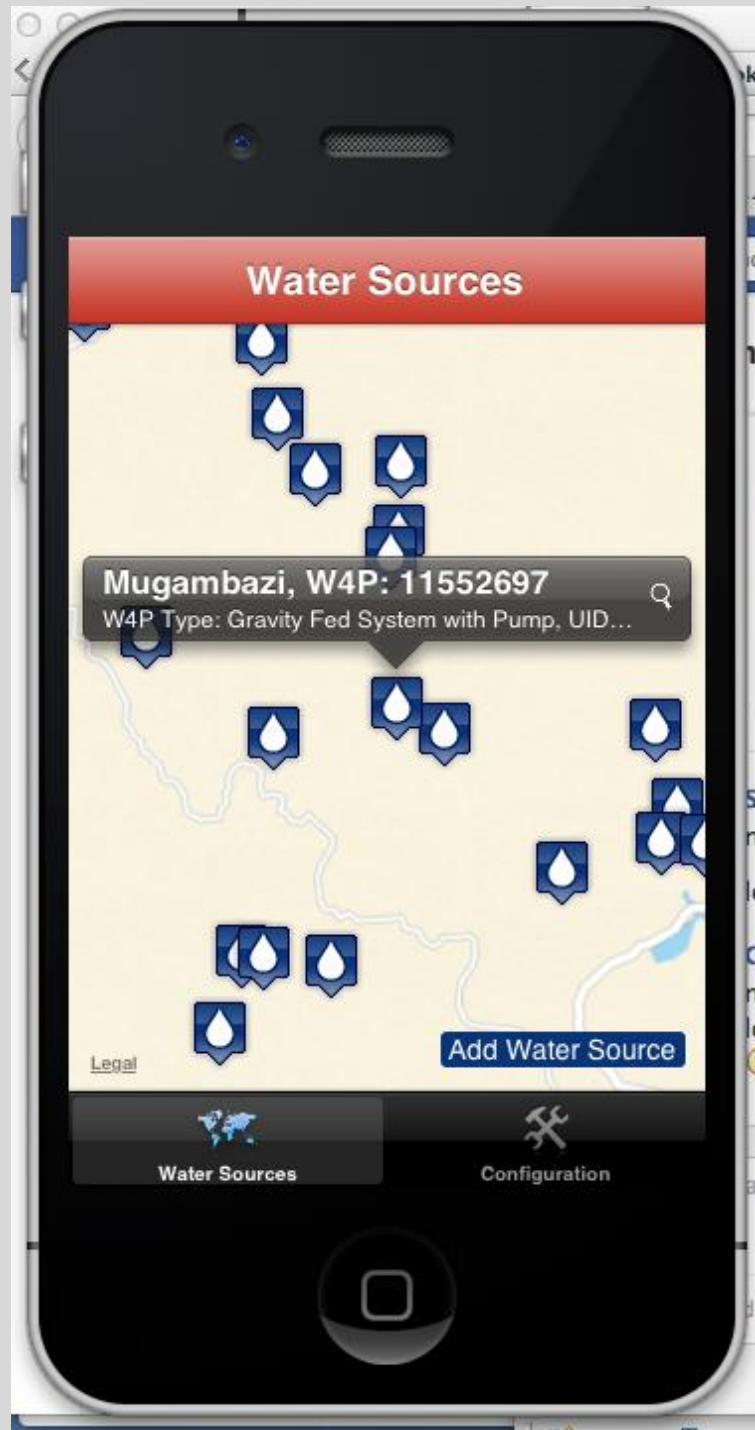 Water Sources
Mugambazi, W4P: 11552697
W4P Type: Gravity Fed System with Pump, UID...
Add Water Source
Legal
Water Sources
Configuration